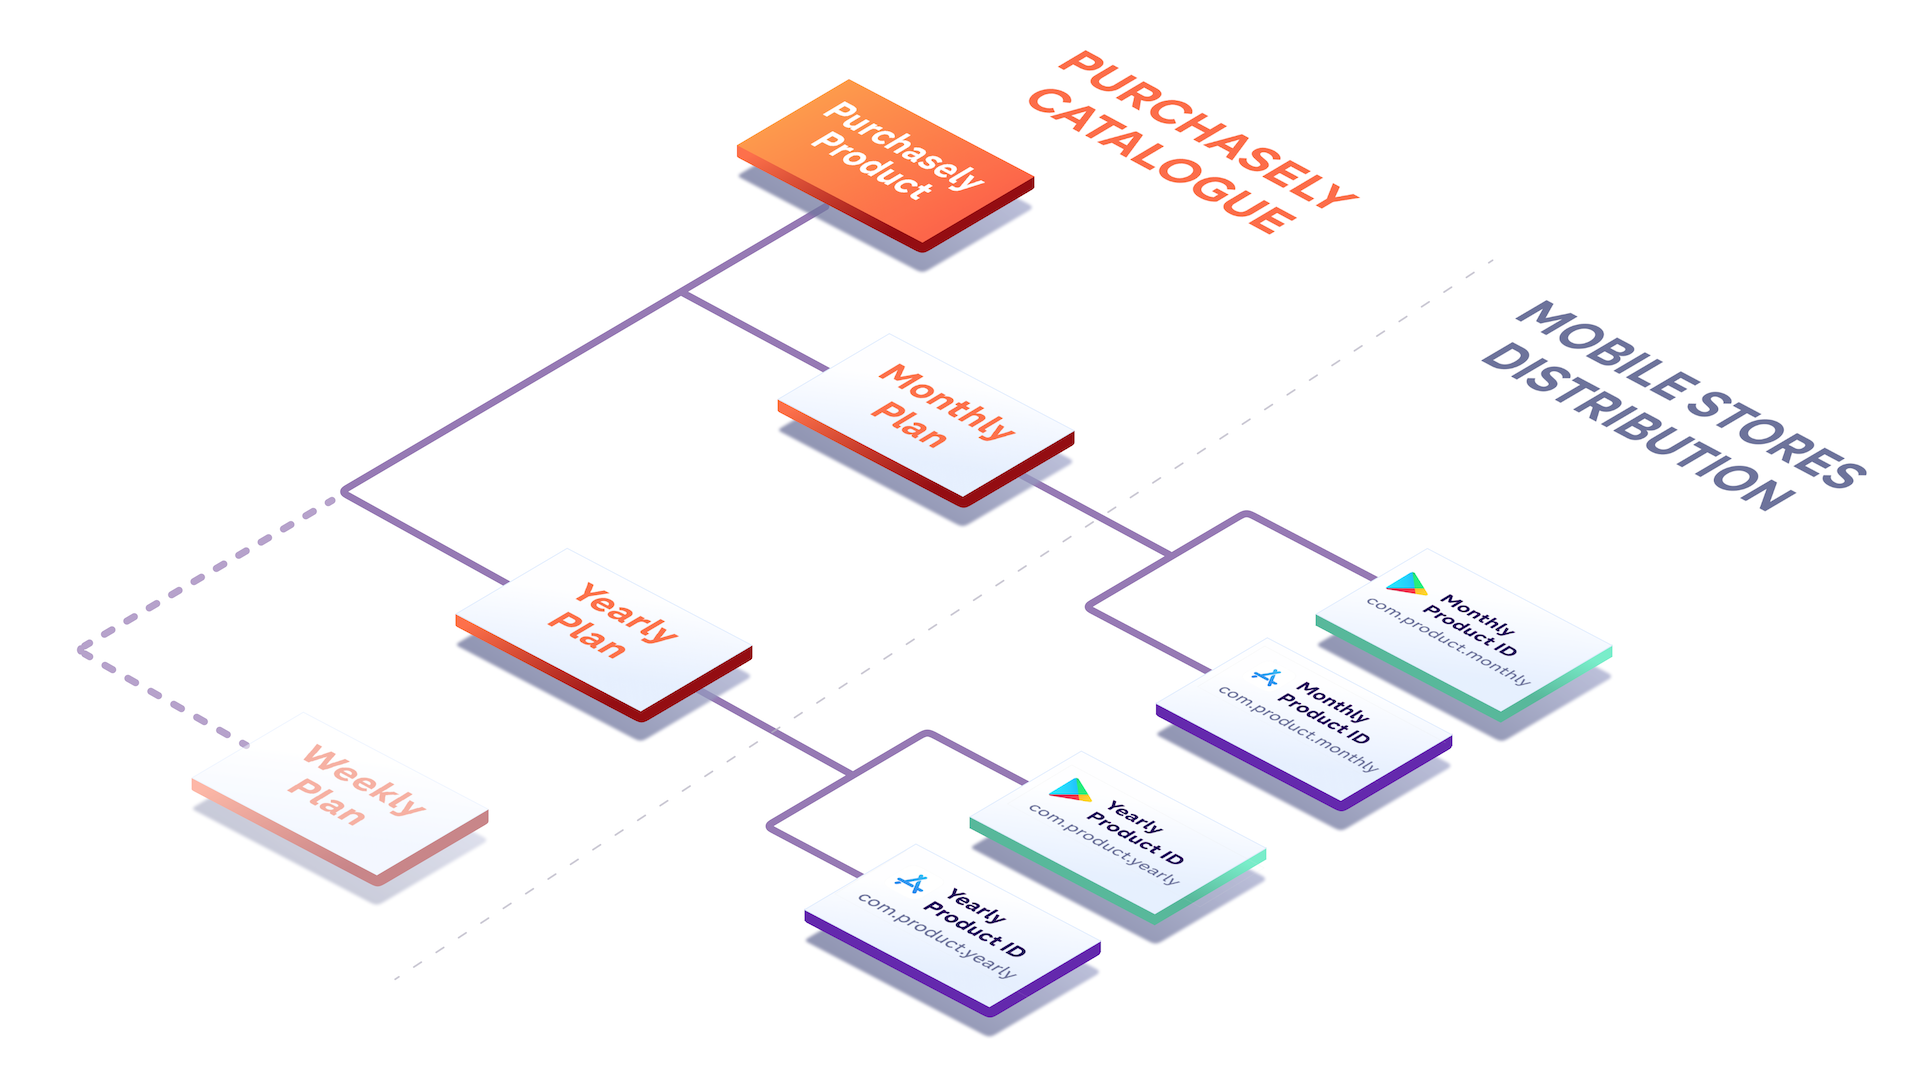 PURCHASELY
CATALOGUE
Purchasely
Product
MOBILE STORES
DISTRIBUTION
Monthly
Plan
Yearly
Plan
Weekly
Plan
Monthly
Product ID
com.product.monthly
Monthly
Product ID
com.product.monthly
Yearly
Product ID
com.product.yearly
Yearly
Product ID
com.product.yearly